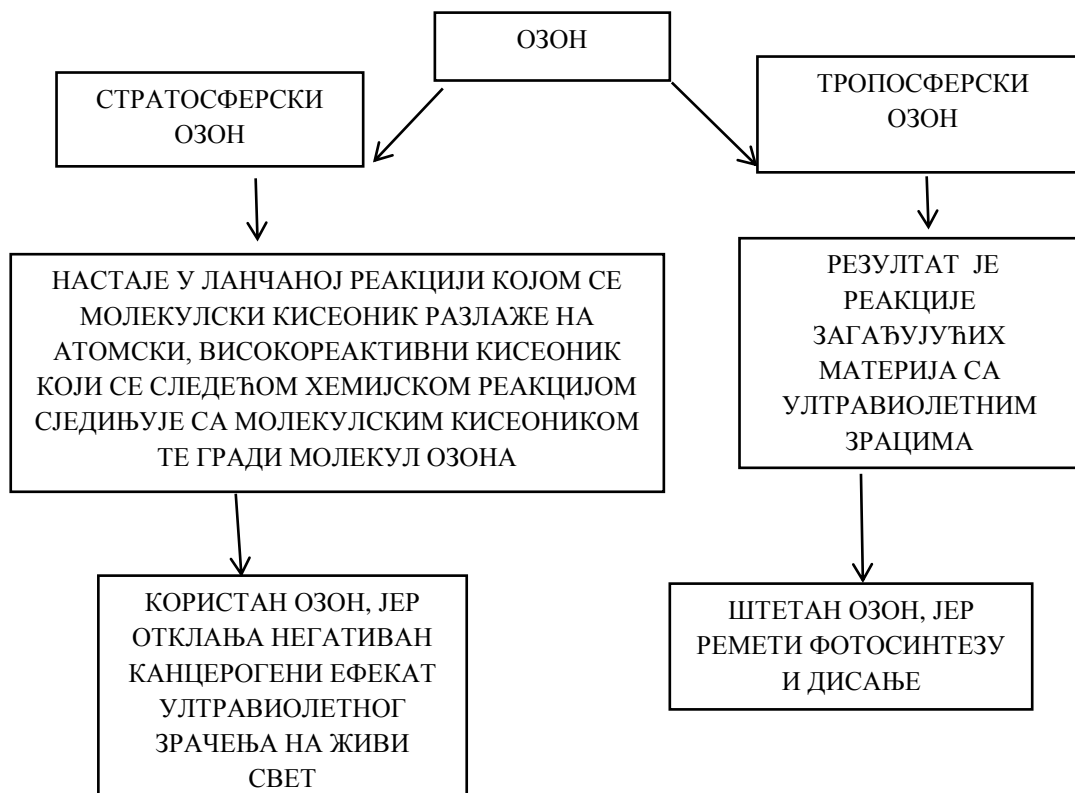 ОЗОН
СТРАТОСФЕРСКИ
ОЗОН
ТРОПОСФЕРСКИ
ОЗОН
НАСТАЈЕ У ЛАНЧАНОЈ РЕАКЦИЈИ КОЈОМ СЕ
МОЛЕКУЛСКИ КИСЕОНИК РАЗЛАЖЕ НА
АТОМСКИ, ВИСОКОРЕАКТИВНИ КИСЕОНИК
КОЈИ СЕ СЛЕДЕЋОМ ХЕМИЈСКОМ РЕАКЦИЈОМ
СЈЕДИЊУЈЕ СА МОЛЕКУЛСКИМ КИСЕОНИКОМ
ТЕ ГРАДИ МОЛЕКУЛ ОЗОНА
РЕЗУЛТАТ ЈЕ
РЕАКЦИЈЕ
ЗАГАЂУЈУЋИХ
МАТЕРИЈА СА
УЛТРАВИОЛЕТНИМ
ЗРАЦИМА
КОРИСТАН ОЗОН, ЈЕР
ОТКЛАЊА НЕГАТИВАН
КАНЦЕРОГЕНИ ЕФЕКАТ
УЛТРАВИОЛЕТНОГ
ЗРАЧЕЊА НА ЖИВИ
СВЕТ
ШТЕТАН ОЗОН, ЈЕР
РЕМЕТИ ФОТОСИНТЕЗУ
И ДИСАЊЕ